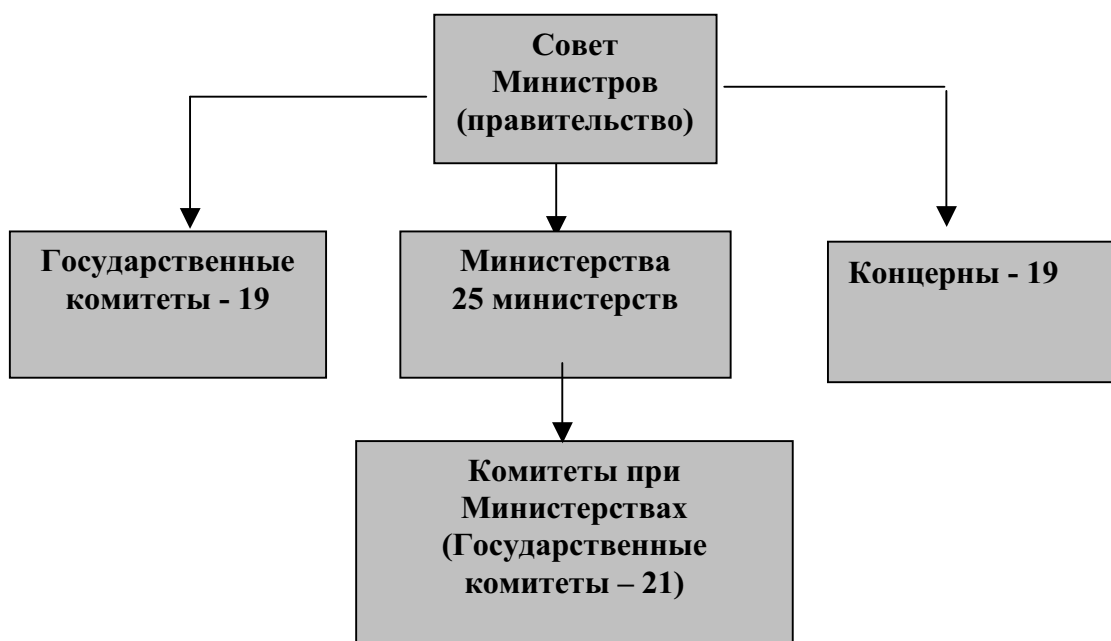 Совет
Министров
(правительство)
Государственные
комитеты - 19
Министерства
25 министерств
Концерны - 19
Комитеты при
Министерствах
(Государственные
комитеты – 21)